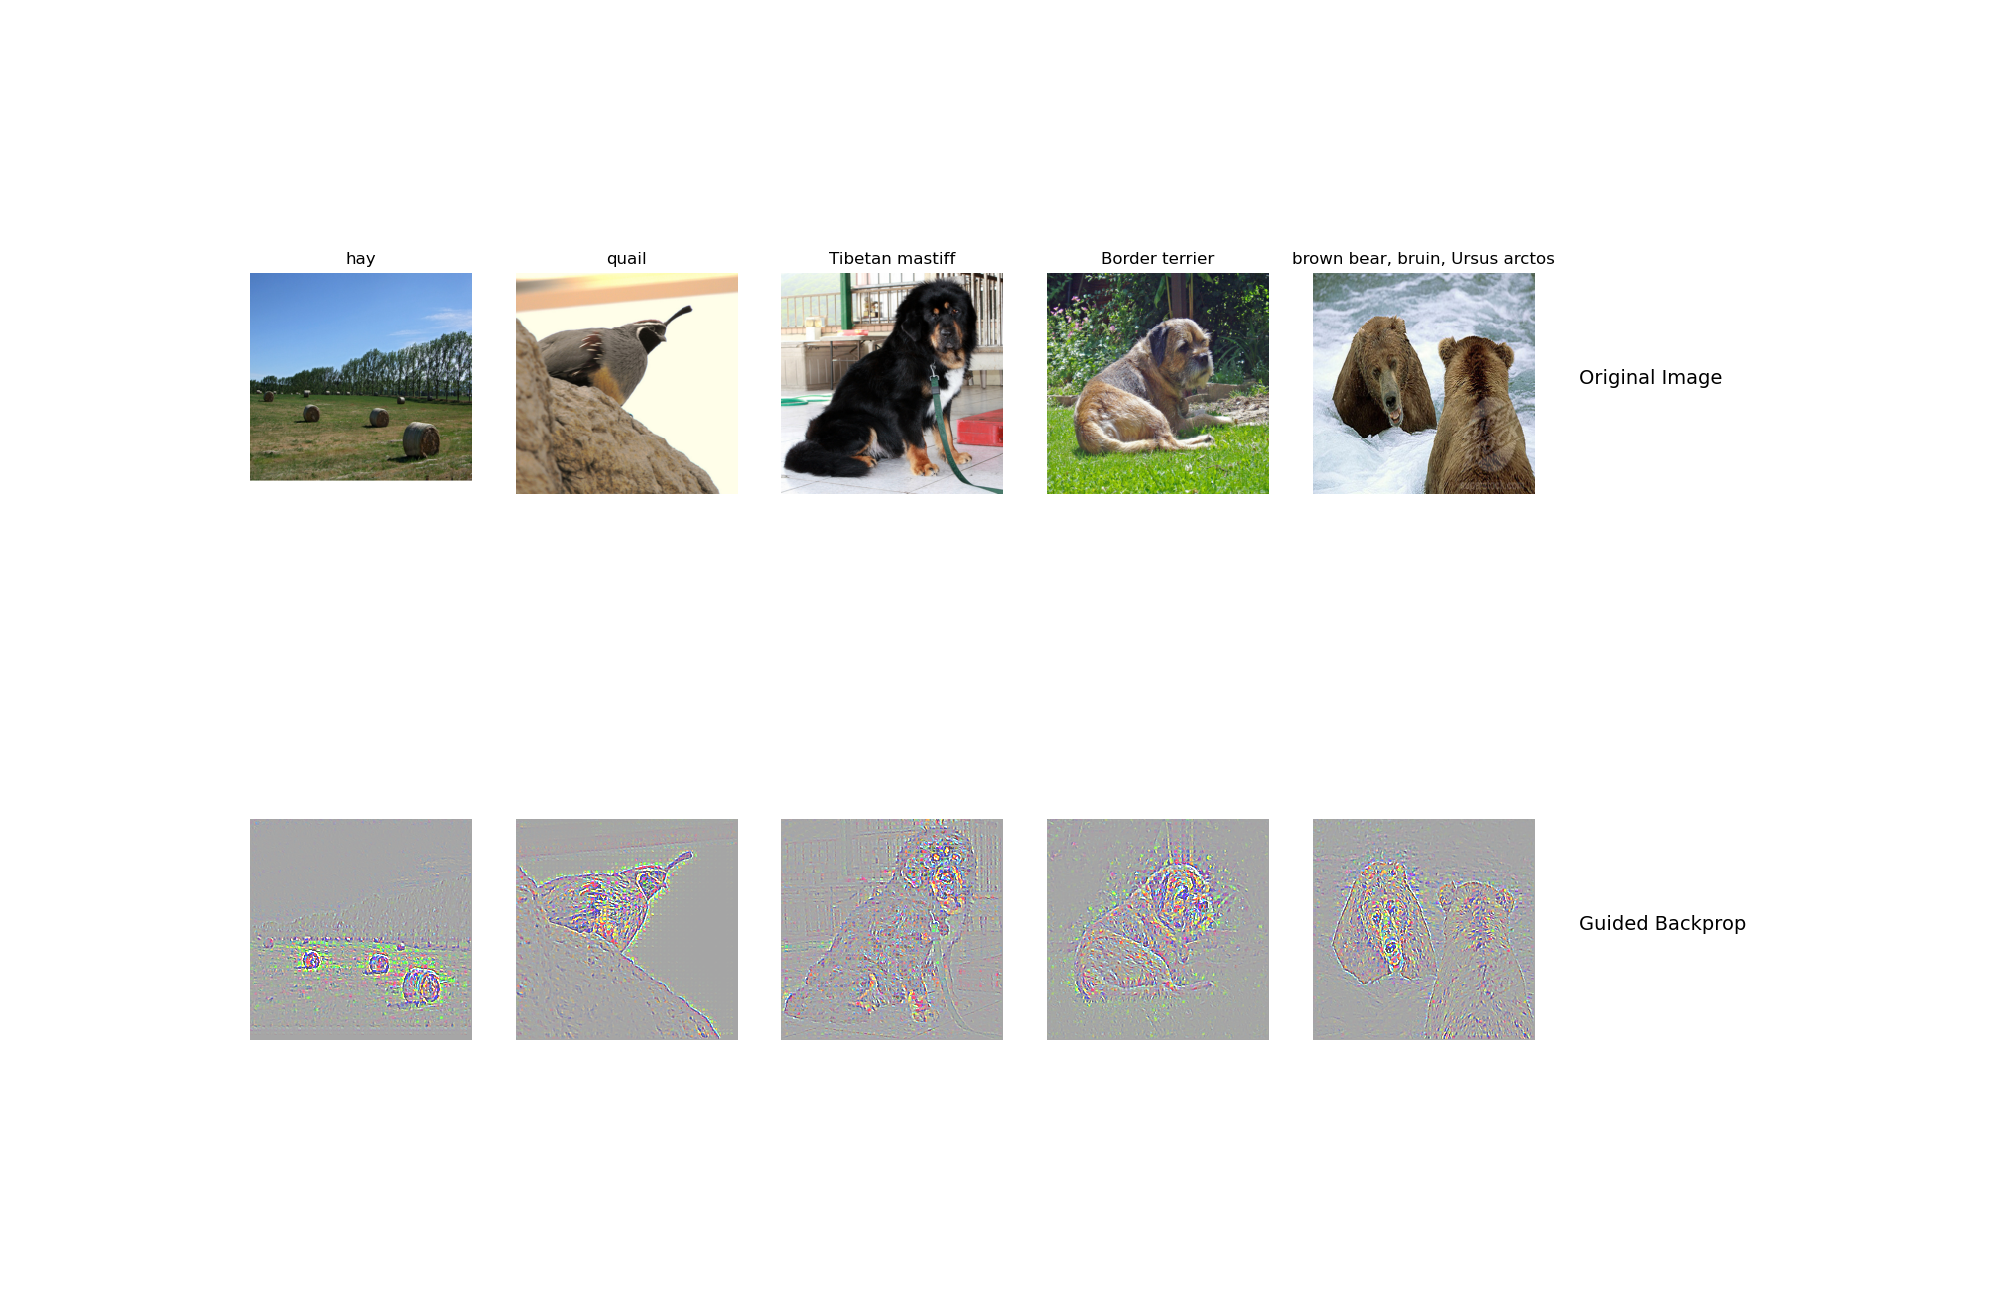 hay
quail
Tibetan mastiff
Border terrier
brown bear, bruin, Ursus arctos
Original Image
Guided Backprop